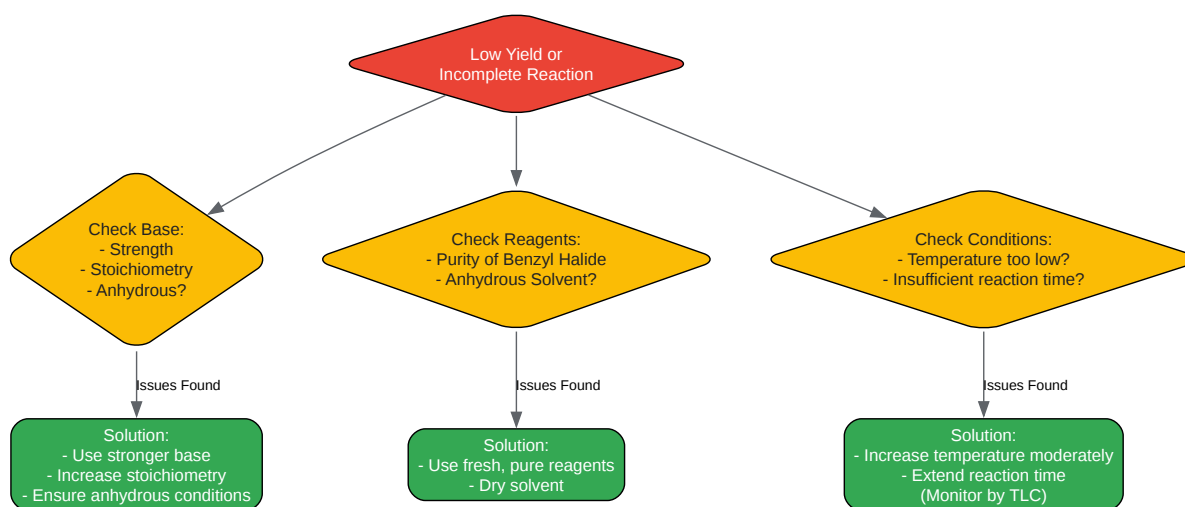 Low Yield or
Incomplete Reaction
Check Base:
- Strength
- Stoichiometry
- Anhydrous?
Check Reagents:
- Purity of Benzyl Halide
- Anhydrous Solvent?
Check Conditions:
- Temperature too low?
- Insufficient reaction time?
Issues Found
Issues Found
Issues Found
Solution:
- Use stronger base
- Increase stoichiometry
- Ensure anhydrous conditions
Solution:
- Use fresh, pure reagents
- Dry solvent
Solution:
- Increase temperature moderately
- Extend reaction time
(Monitor by TLC)